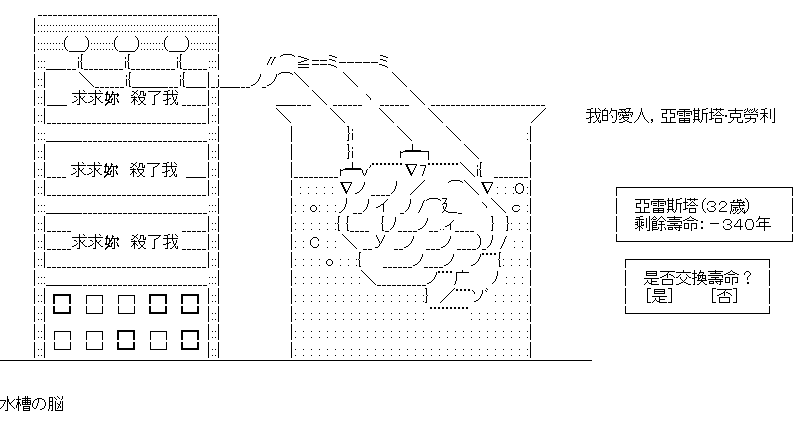 求求妳 殺了我
求求妳 殺了我
求求妳 殺了我
我的愛人，亞雷斯塔·克勞利
亞雷斯塔(32歲)
剩餘壽命：－340年
是否交換壽命？
[是] [否]
水槽の脳